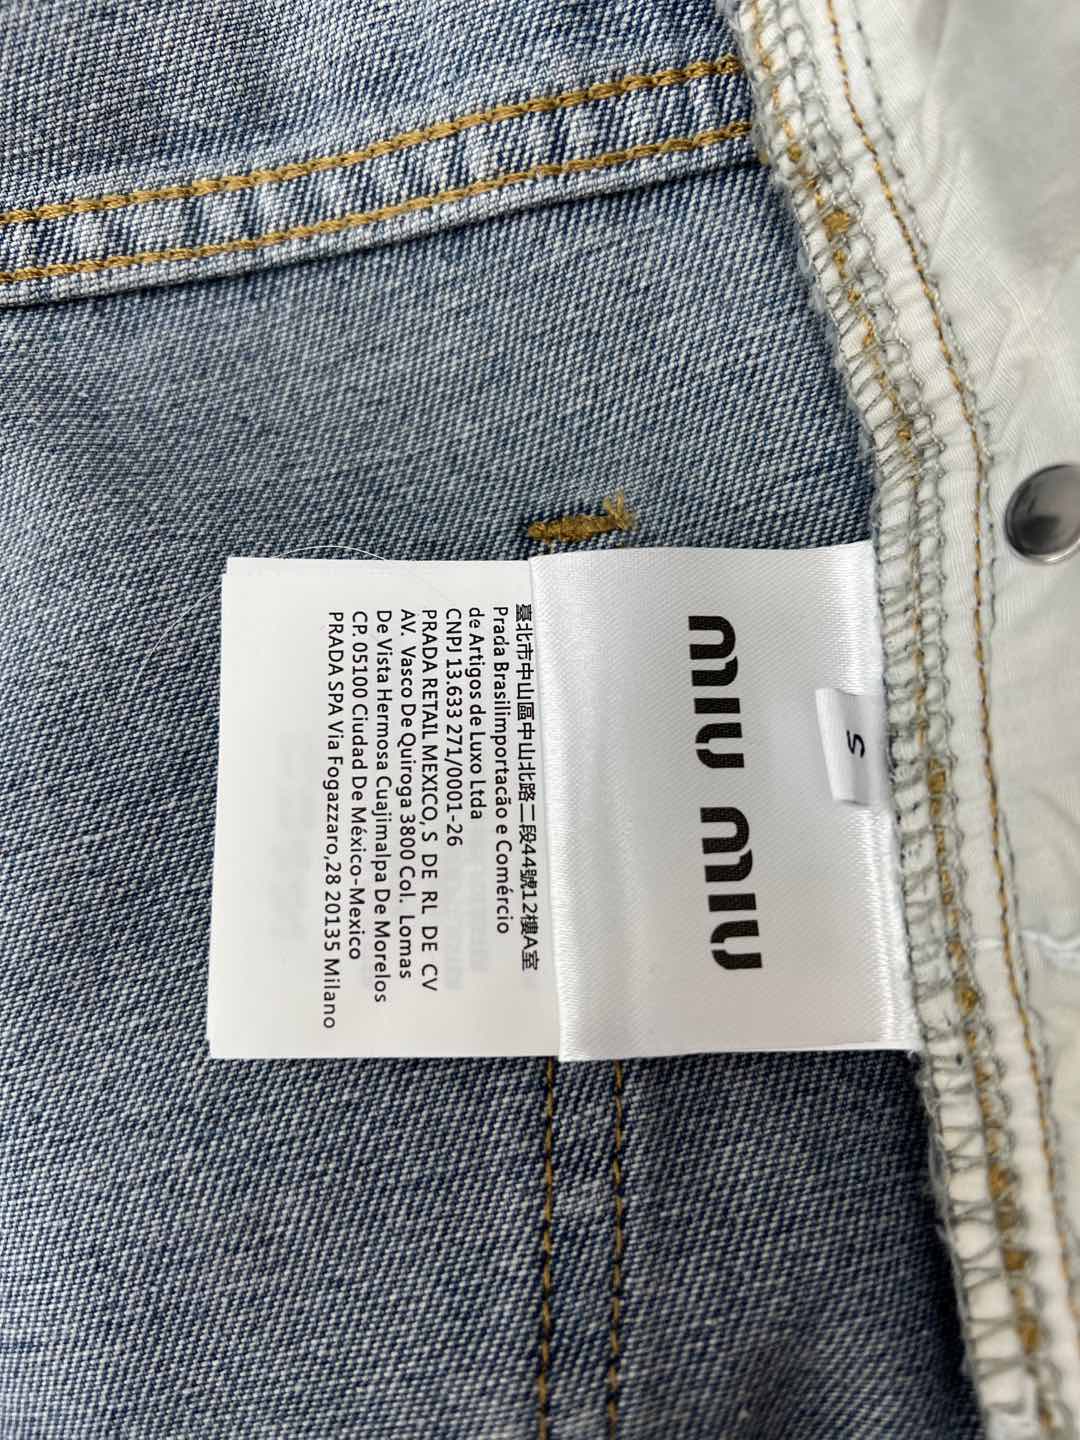 miu miu
S
臺北市中山區中山北路二段44號12樓A室
Prada BrasilImportacão e Comércio
de Artigos de Luxo Ltda
CNPJ 13.633 271/0001-26
PRADA RETAIL MEXICO, S DE RL DE CV
AV. Vasco De Quiroga 3800 Col. Lomas
De Vista Hermosa Cuajimalpa De Morelos
CP. 05100 Ciudad De México-Mexico
PRADA SPA Via Fogazzaro,28 20135 Milano